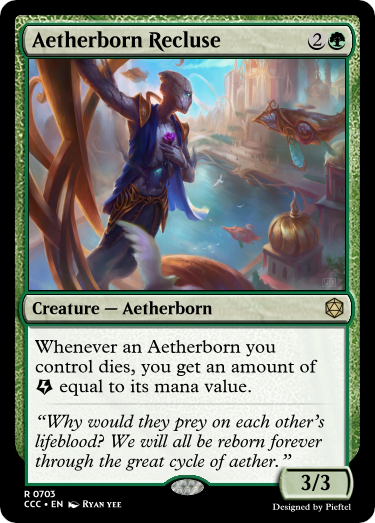 Aetherborn Recluse 2
Creature — Aetherborn
Whenever an Aetherborn you
control dies, you get an amount of
equal to its mana value.
“Why would they prey on each other’s
lifeblood? We will all be reborn forever
through the great cycle of aether.”
3/3
R 0703
CCC • EN Ryan Yee
Designed by Pieftel